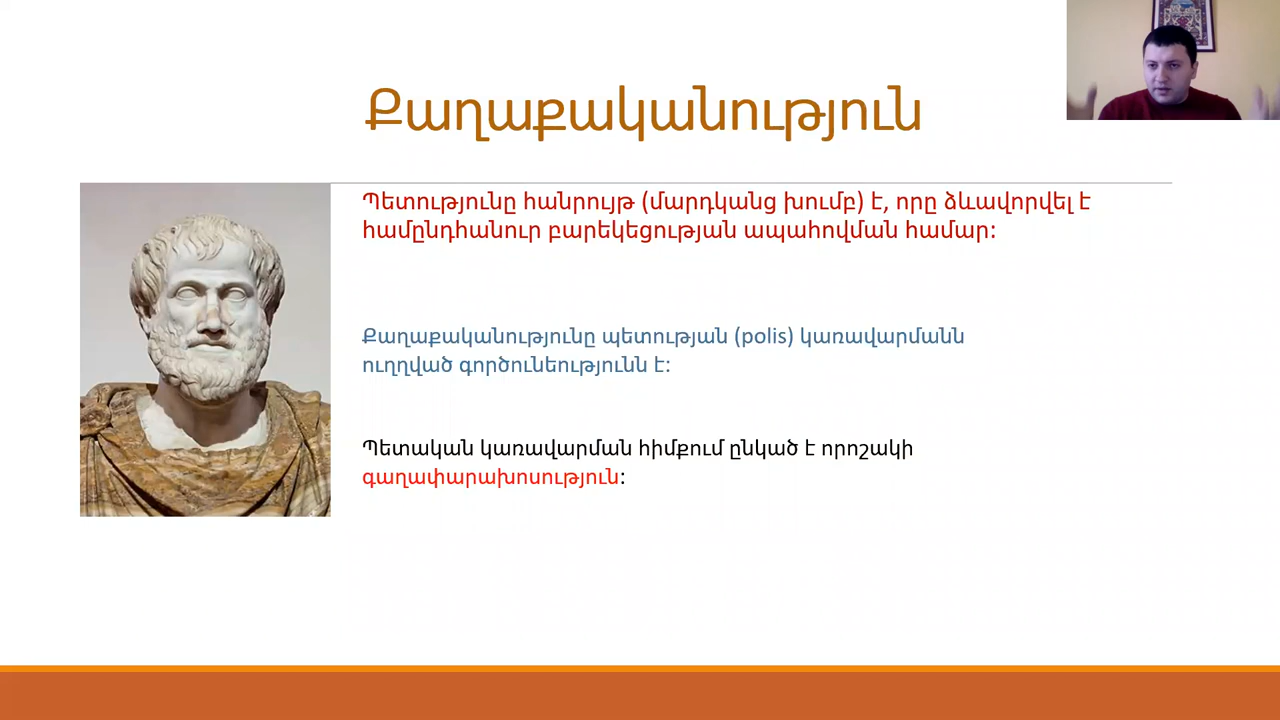 Քաղաքականություն
Պետությունը հանրույթ (մարդկանց խումբ) է, որը ձևավորվել է
համընդհանուր բարեկեցության ապահովման համար:
Քաղաքականությունը պետության (polis) կառավարմանն
ուղղված գործունեությունն է:
Պետական կառավարման հիմքում ընկած է որոշակի
գաղափարախոսություն: